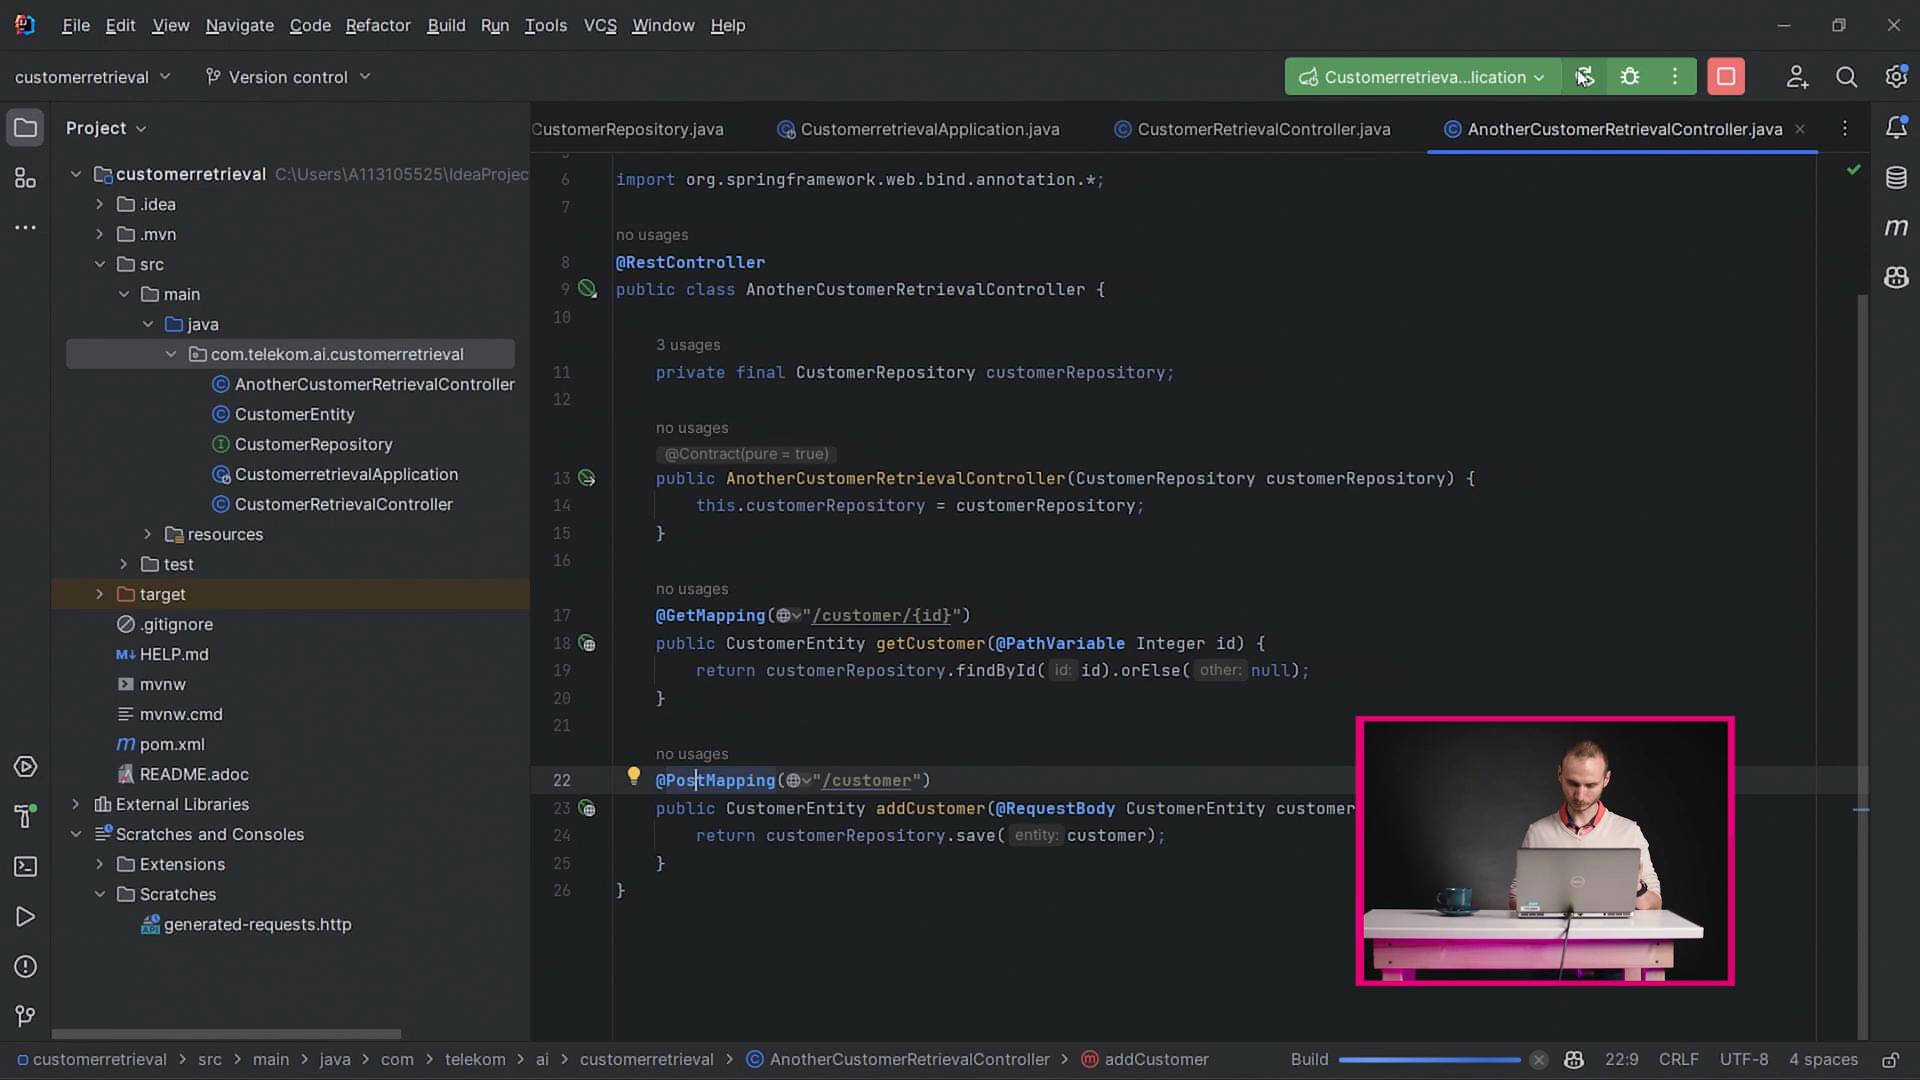 File Edit View Navigate Code Refactor Build Run Tools VCS Window Help
customerretrieval Version control Customerretrieva...lication
Project
customerretrieval C:\Users\A113105525\IdeaProjec
.idea
.mvn
src
main
java
com.telekom.ai.customerretrieval
AnotherCustomerRetrievalController
CustomerEntity
CustomerRepository
CustomerretrievalApplication
CustomerRetrievalController
resources
test
target
.gitignore
HELP.md
mvnw
mvnw.cmd
pom.xml
README.adoc
External Libraries
Scratches and Consoles
Extensions
Scratches
generated-requests.http
CustomerRepository.java CustomerretrievalApplication.java CustomerRetrievalController.java AnotherCustomerRetrievalController.java
6 import org.springframework.web.bind.annotation.*;
7
no usages
8 @RestController
9 public class AnotherCustomerRetrievalController {
10
3 usages
11 private final CustomerRepository customerRepository;
12
no usages
@Contract(pure = true)
13 public AnotherCustomerRetrievalController(CustomerRepository customerRepository) {
14 this.customerRepository = customerRepository;
15 }
16
no usages
17 @GetMapping("/customer/{id}")
18 public CustomerEntity getCustomer(@PathVariable Integer id) {
19 return customerRepository.findById( id: id).orElse( other: null);
20 }
21
no usages
22 @PostMapping("/customer")
23 public CustomerEntity addCustomer(@RequestBody CustomerEntity customer
24 return customerRepository.save( entity: customer);
25 }
26 }
customerretrieval > src > main > java > com > telekom > ai > customerretrieval > AnotherCustomerRetrievalController > addCustomer Build 22:9 CRLF UTF-8 4 spaces